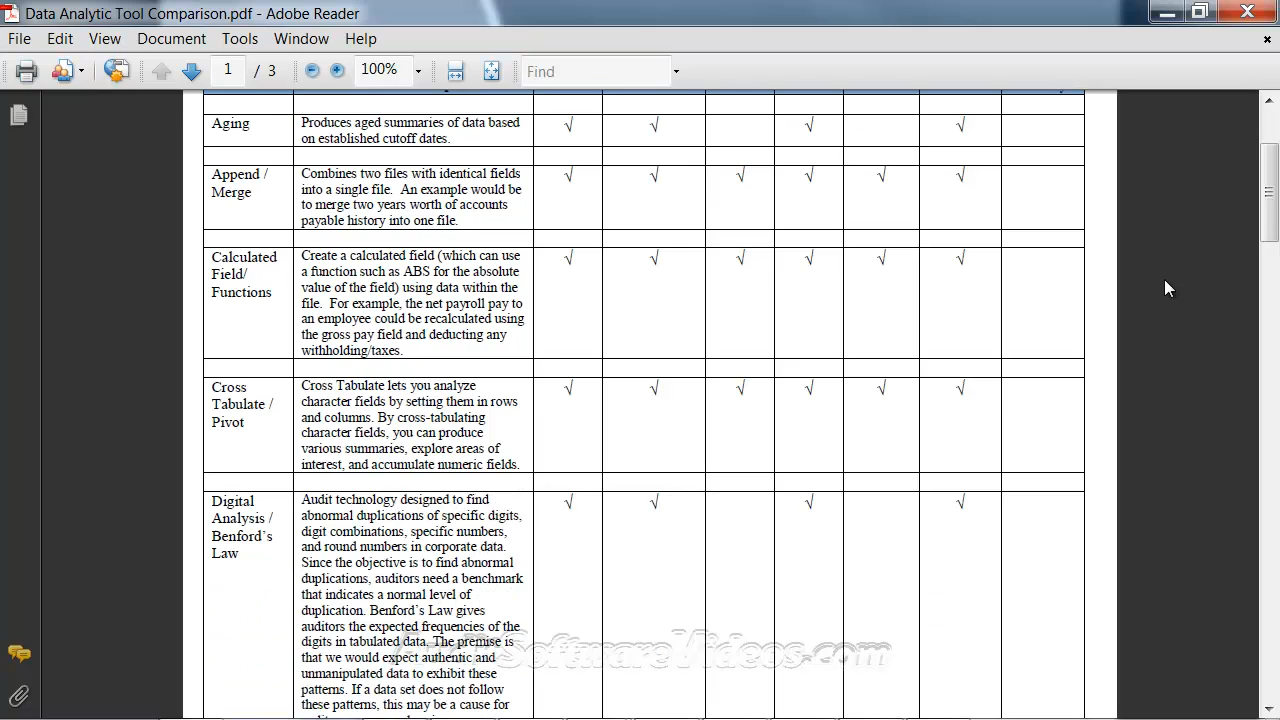 Data Analytic Tool Comparison.pdf - Adobe Reader
File Edit View Document Tools Window Help
1 / 3 100% Find
Aging
Produces aged summaries of data based
on established cutoff dates.
√ √ √ √
Append /
Merge
Combines two files with identical fields
into a single file. An example would be
to merge two years worth of accounts
payable history into one file.
√ √ √ √ √ √
Calculated
Field/
Functions
Create a calculated field (which can use
a function such as ABS for the absolute
value of the field) using data within the
file. For example, the net payroll pay to
an employee could be recalculated using
the gross pay field and deducting any
withholding/taxes.
√ √ √ √ √ √
Cross
Tabulate /
Pivot
Cross Tabulate lets you analyze
character fields by setting them in rows
and columns. By cross-tabulating
character fields, you can produce
various summaries, explore areas of
interest, and accumulate numeric fields.
√ √ √ √ √ √
Digital
Analysis /
Benford's
Law
Audit technology designed to find
abnormal duplications of specific digits,
digit combinations, specific numbers,
and round numbers in corporate data.
Since the objective is to find abnormal
duplications, auditors need a benchmark
that indicates a normal level of
duplication. Benford's Law gives
auditors the expected frequencies of the
digits in tabulated data. The premise is
that we would expect authentic and
unmanipulated data to exhibit these
patterns. If a data set does not follow
these patterns, this may be a cause for
√ √ √ √